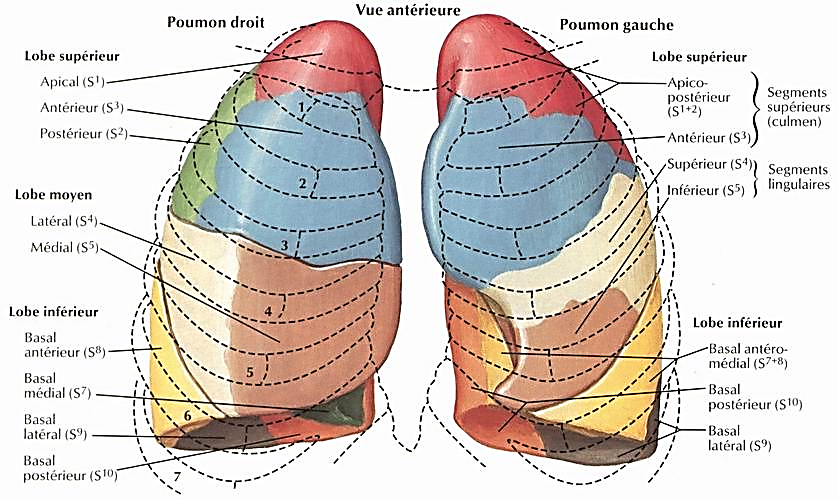 Vue antérieure
Poumon droit
Lobe supérieur
Apical (S¹)
Antérieur (S³)
Postérieur (S²)
Lobe moyen
Latéral (S⁴)
Médial (S⁵)
Lobe inférieur
Basal
antérieur (S⁸)
Basal
médial (S⁷)
Basal
latéral (S⁹)
Basal
postérieur (S¹⁰)
1
2
3
4
5
6
7
Poumon gauche
Lobe supérieur
Apico-
postérieur
(S¹⁺²)
Antérieur (S³)
Segments
supérieurs
(culmen)
Supérieur (S⁴)
Inférieur (S⁵)
Segments
lingulaires
Lobe inférieur
Basal antéro-
médial (S⁷⁺⁸)
Basal
postérieur (S¹⁰)
Basal
latéral (S⁹)